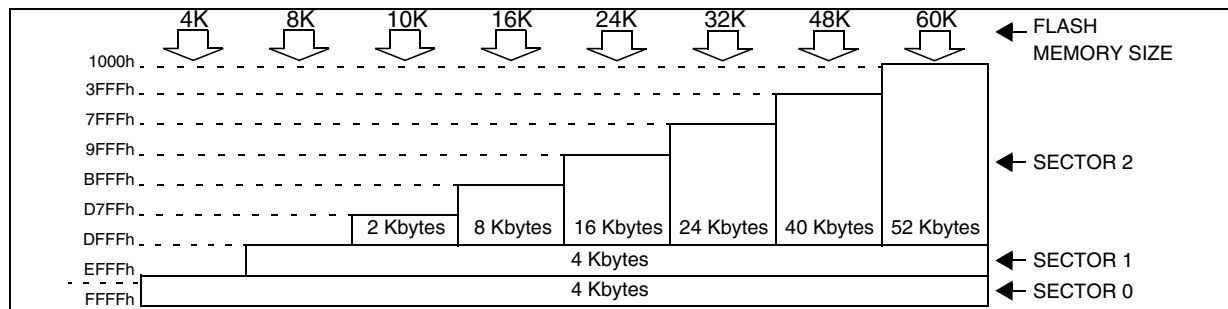 4K 8K 10K 16K 24K 32K 48K 60K FLASH
MEMORY SIZE
1000h
3FFFh
7FFFh
9FFFh
SECTOR 2
BFFFh
D7FFh
2 Kbytes 8 Kbytes 16 Kbytes 24 Kbytes 40 Kbytes 52 Kbytes
DFFFh
4 Kbytes SECTOR 1
EFFFh
4 Kbytes SECTOR 0
FFFFh